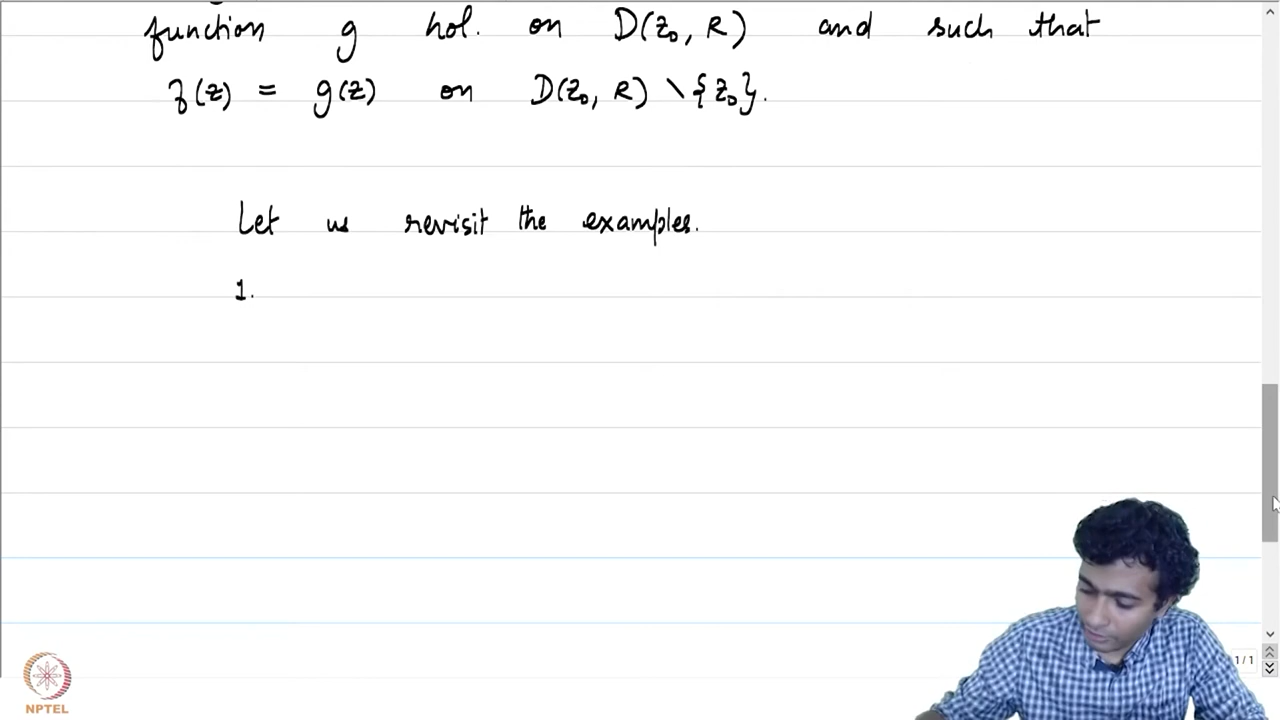 function g hol. on D(z₀, R) and such that
f(z) = g(z) on D(z₀, R) \ {z₀}.
Let us revisit the examples.
1.
1 / 1
NPTEL